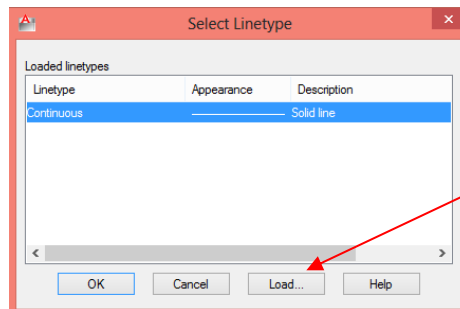 Select Linetype
Loaded linetypes
Linetype Appearance Description
Continuous Solid line
OK Cancel Load... Help